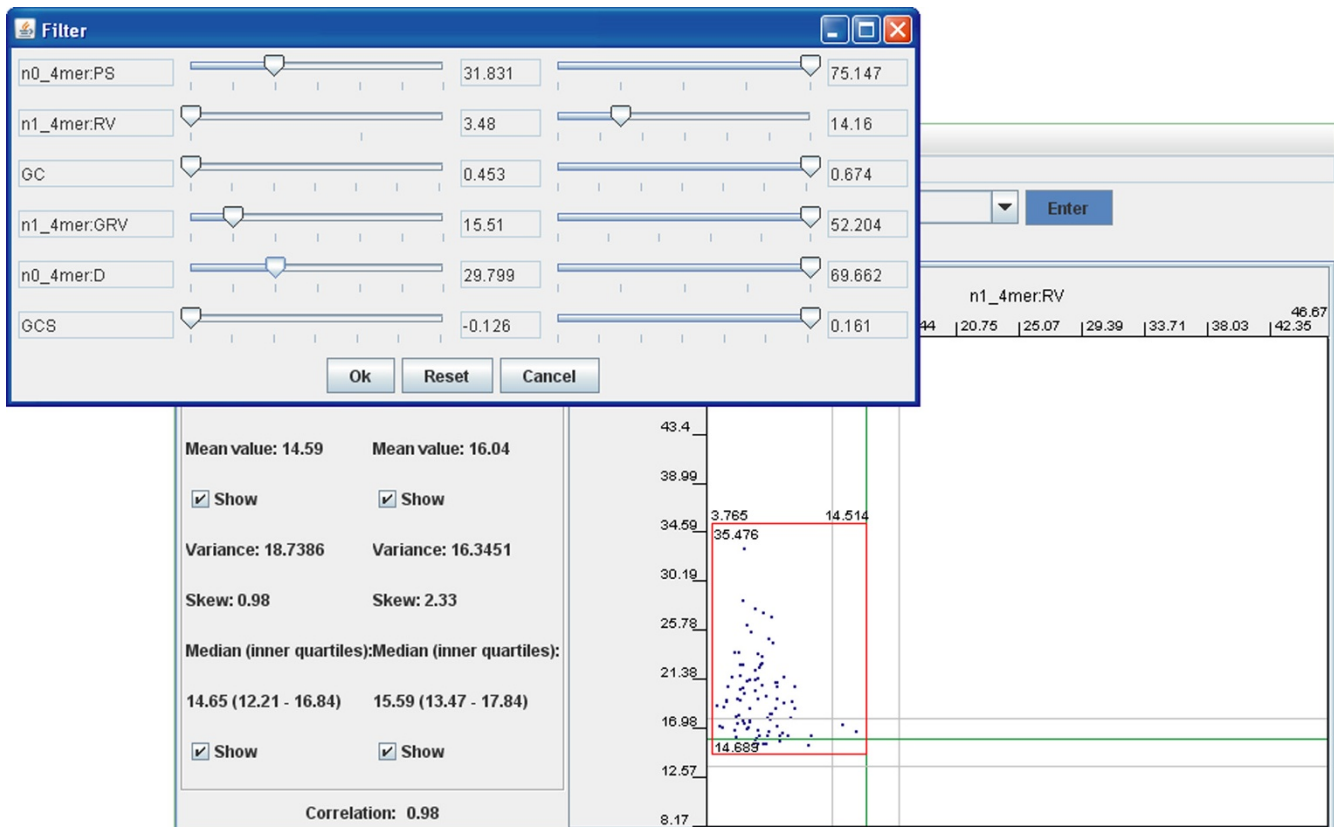 Filter
n0_4mer:PS 31.831 75.147
n1_4mer:RV 3.48 14.16
GC 0.453 0.674
n1_4mer:GRV 15.51 52.204
n0_4mer:D 29.799 69.662
GCS -0.126 0.161
Ok Reset Cancel
Enter
n1_4mer:RV
46.67
44 20.75 25.07 29.39 33.71 38.03 42.35
Mean value: 14.59 Mean value: 16.04
Show Show
Variance: 18.7386 Variance: 16.3451
Skew: 0.98 Skew: 2.33
Median (inner quartiles): Median (inner quartiles):
14.65 (12.21 - 16.84) 15.59 (13.47 - 17.84)
Show Show
Correlation: 0.98
43.4
38.99
34.59
30.19
25.78
21.38
16.98
12.57
8.17
3.765 14.514
35.476
14.689